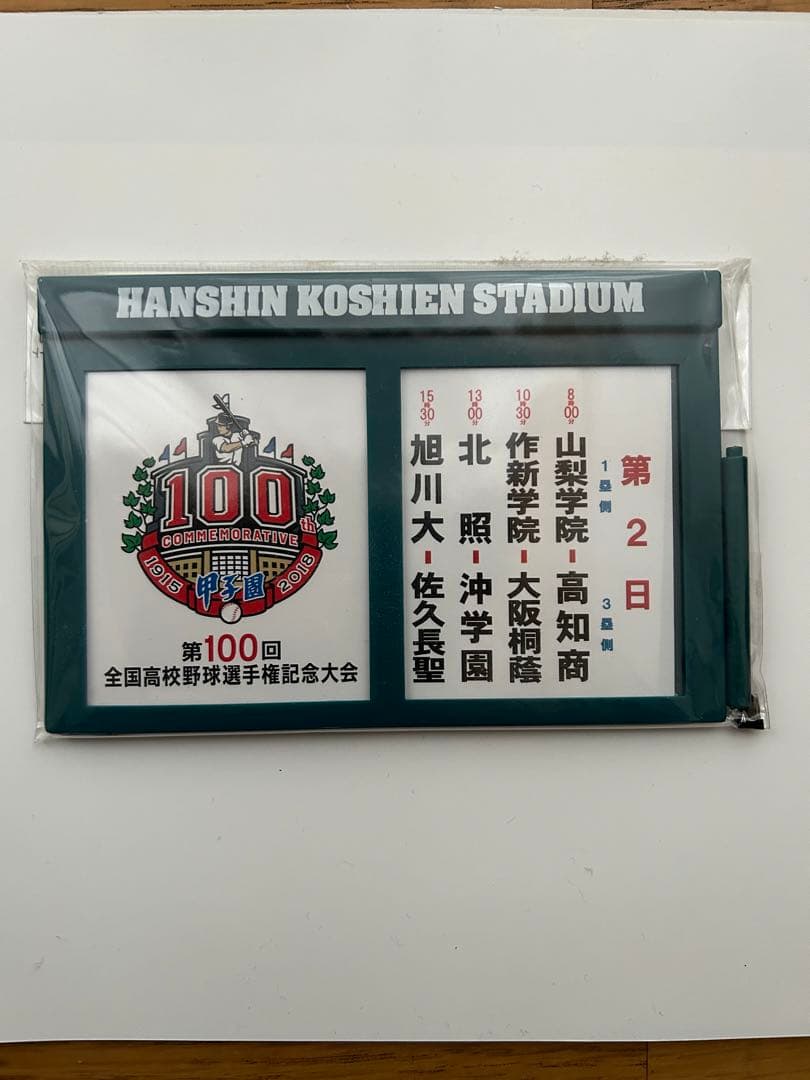 HANSHIN KOSHIEN STADIUM
100th
COMMEMORATIVE
1915 甲子園 2018
第100回
全国高校野球選手権記念大会
第2日
1塁側 3塁側
8時00分 山梨学院-高知商
10時30分 作新学院-大阪桐蔭
13時00分 北照-沖学園
15時30分 旭川大-佐久長聖